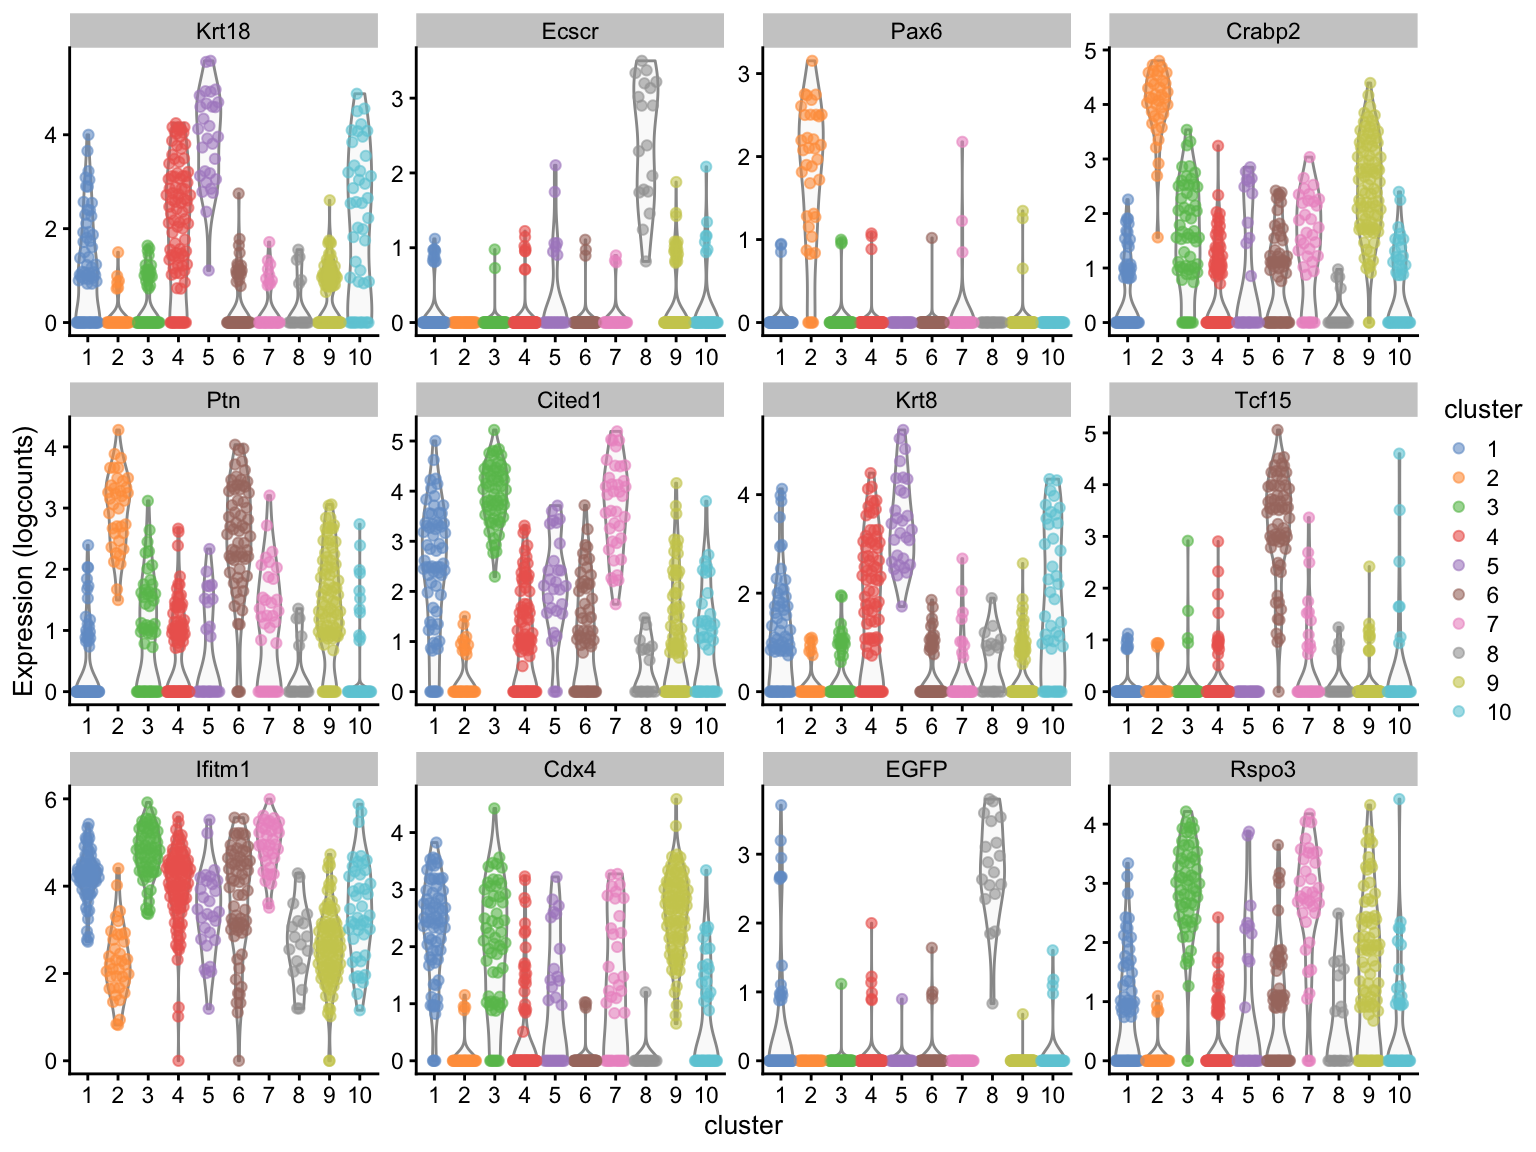 Krt18 Ecscr Pax6 Crabp2
4 2 0
3 2 1 0
3 2 1 0
5 4 3 2 1 0
1 2 3 4 5 6 7 8 9 10
1 2 3 4 5 6 7 8 9 10
1 2 3 4 5 6 7 8 9 10
1 2 3 4 5 6 7 8 9 10
Ptn Cited1 Krt8 Tcf15
4 3 2 1 0
5 4 3 2 1 0
4 2 0
5 4 3 2 1 0
1 2 3 4 5 6 7 8 9 10
1 2 3 4 5 6 7 8 9 10
1 2 3 4 5 6 7 8 9 10
1 2 3 4 5 6 7 8 9 10
Expression (logcounts)
Ifitm1 Cdx4 EGFP Rspo3
6 4 2 0
4 3 2 1 0
3 2 1 0
4 3 2 1 0
1 2 3 4 5 6 7 8 9 10
1 2 3 4 5 6 7 8 9 10
1 2 3 4 5 6 7 8 9 10
1 2 3 4 5 6 7 8 9 10
cluster
cluster
1
2
3
4
5
6
7
8
9
10